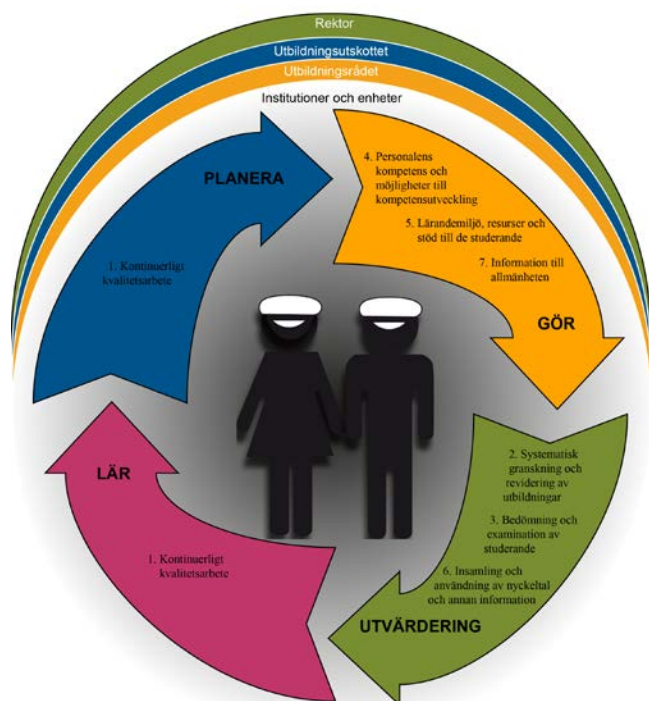 Rektor
Utbildningsutskottet
Utbildningsrådet
Institutioner och enheter
PLANERA
1. Kontinuerligt
kvalitetsarbete
4. Personalens
kompetens och
möjligheter till
kompetensutveckling
5. Lärandemiljö, resurser och
stöd till de studerande
7. Information till
allmänheten
GÖR
2. Systematisk
granskning och
revidering av
utbildningar
3. Bedömning och
examination av
studerande
6. Insamling och
användning av nyckeltal
och annan information
UTVÄRDERING
LÄR
1. Kontinuerligt
kvalitetsarbete